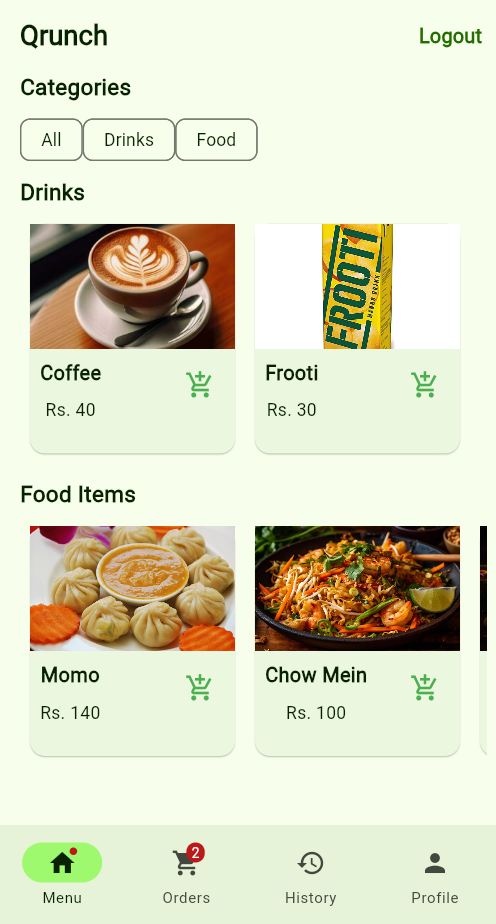 Qrunch
Logout
Categories
All
Drinks
Food
Drinks
FROOTI
Coffee
Frooti
Rs. 40
Rs. 30
Food Items
Momo
Chow Mein
Rs. 140
Rs. 100
2
Menu
Orders
History
Profile